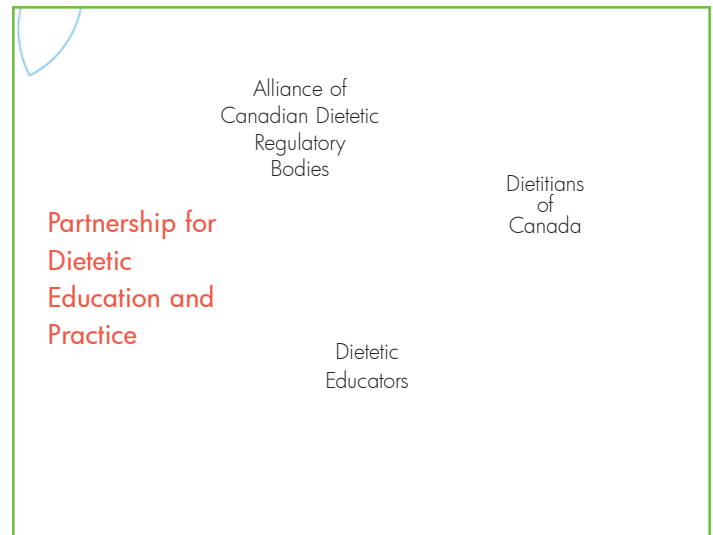 Alliance of
Canadian Dietetic
Regulatory
Bodies
Dietitians
of
Canada
Partnership for
Dietetic
Education and
Practice
Dietetic
Educators